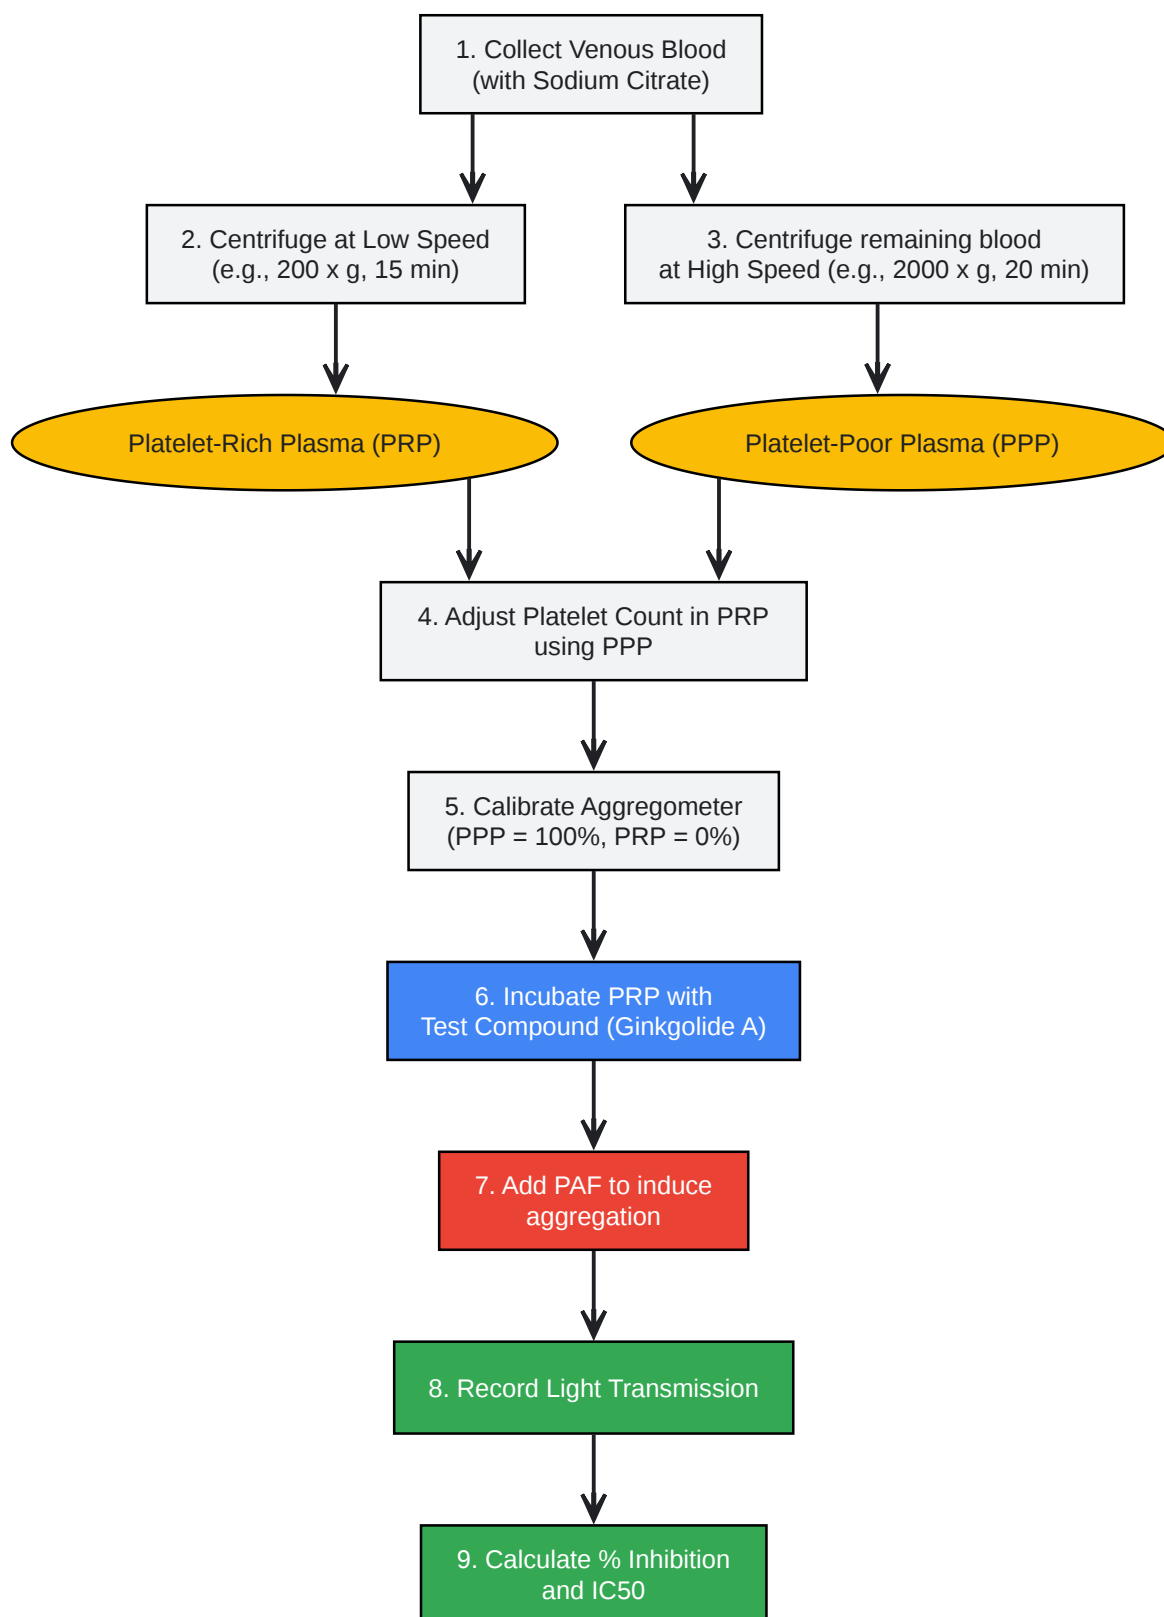 1. Collect Venous Blood
(with Sodium Citrate)
2. Centrifuge at Low Speed
(e.g., 200 x g, 15 min)
3. Centrifuge remaining blood
at High Speed (e.g., 2000 x g, 20 min)
Platelet-Rich Plasma (PRP)
Platelet-Poor Plasma (PPP)
4. Adjust Platelet Count in PRP
using PPP
5. Calibrate Aggregometer
(PPP = 100%, PRP = 0%)
6. Incubate PRP with
Test Compound (Ginkgolide A)
7. Add PAF to induce
aggregation
8. Record Light Transmission
9. Calculate % Inhibition
and IC50